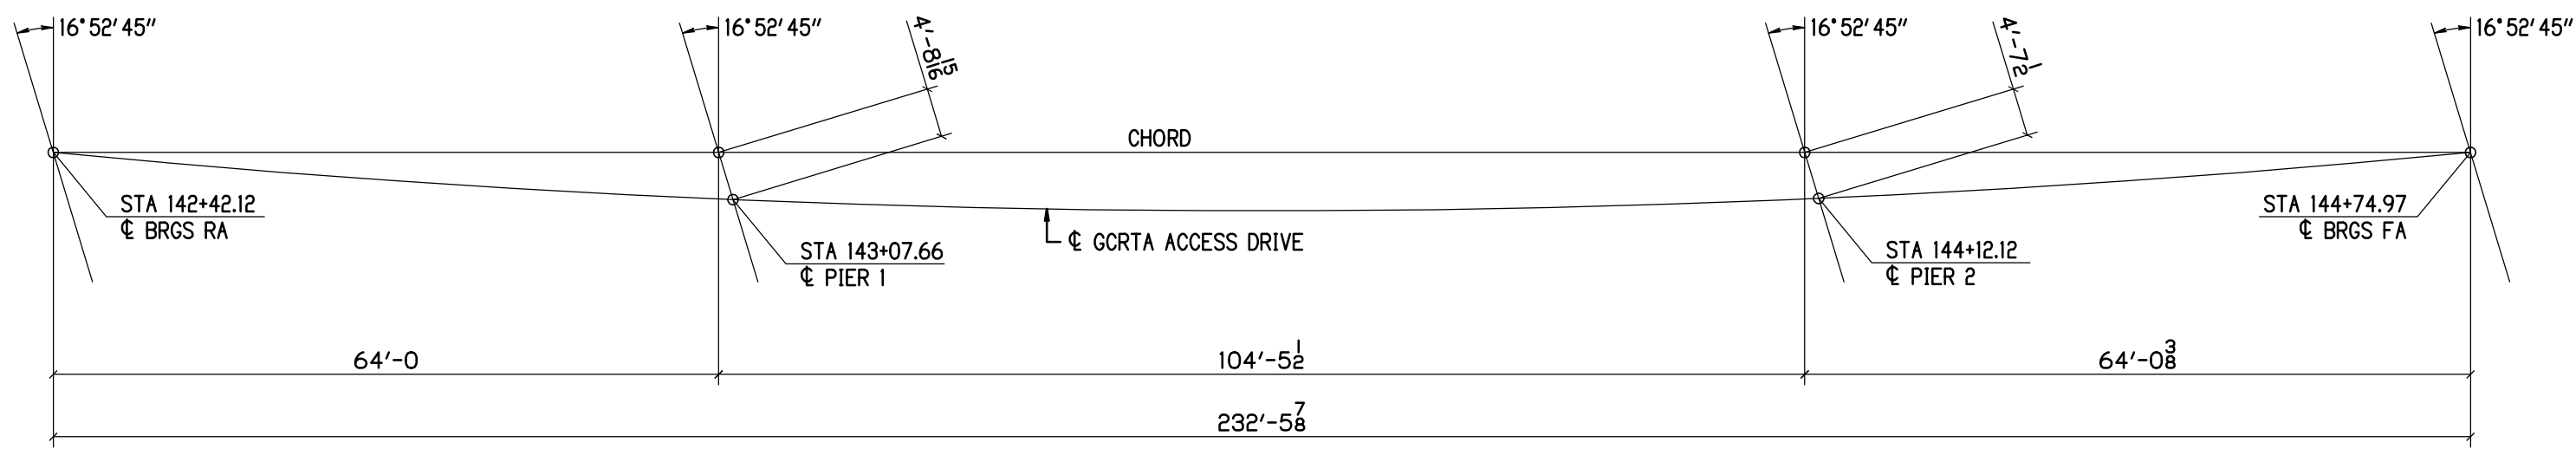 16°52'45"
16°52'45"
4'-8 15/16
16°52'45"
4'-7 1/2
16°52'45"
CHORD
STA 142+42.12
℄ BRGS RA
STA 143+07.66
℄ PIER 1
℄ GCRTA ACCESS DRIVE
STA 144+12.12
℄ PIER 2
STA 144+74.97
℄ BRGS FA
64'-0
104'-5 1/2
64'-0 3/8
232'-5 7/8